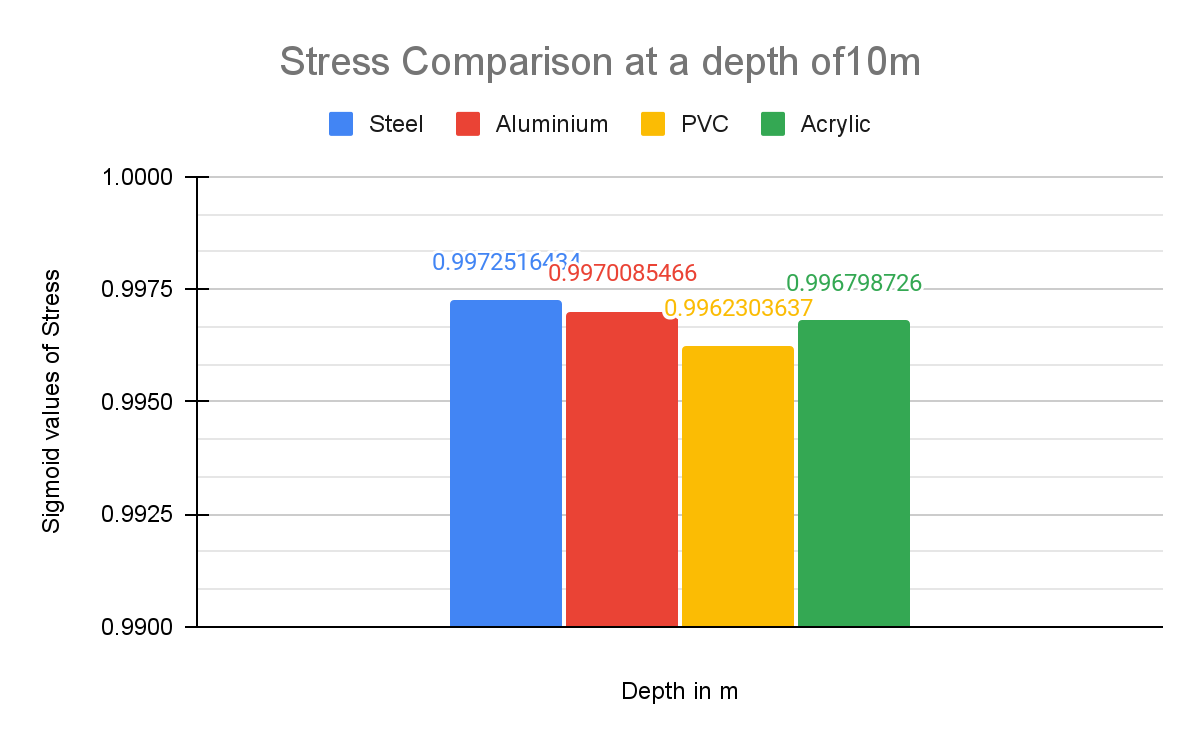 Stress Comparison at a depth of10m
Steel Aluminium PVC Acrylic
1.0000
0.9975
0.9950
0.9925
0.9900
Sigmoid values of Stress
0.9972516434
0.9970085466
0.9962303637
0.996798726
Depth in m